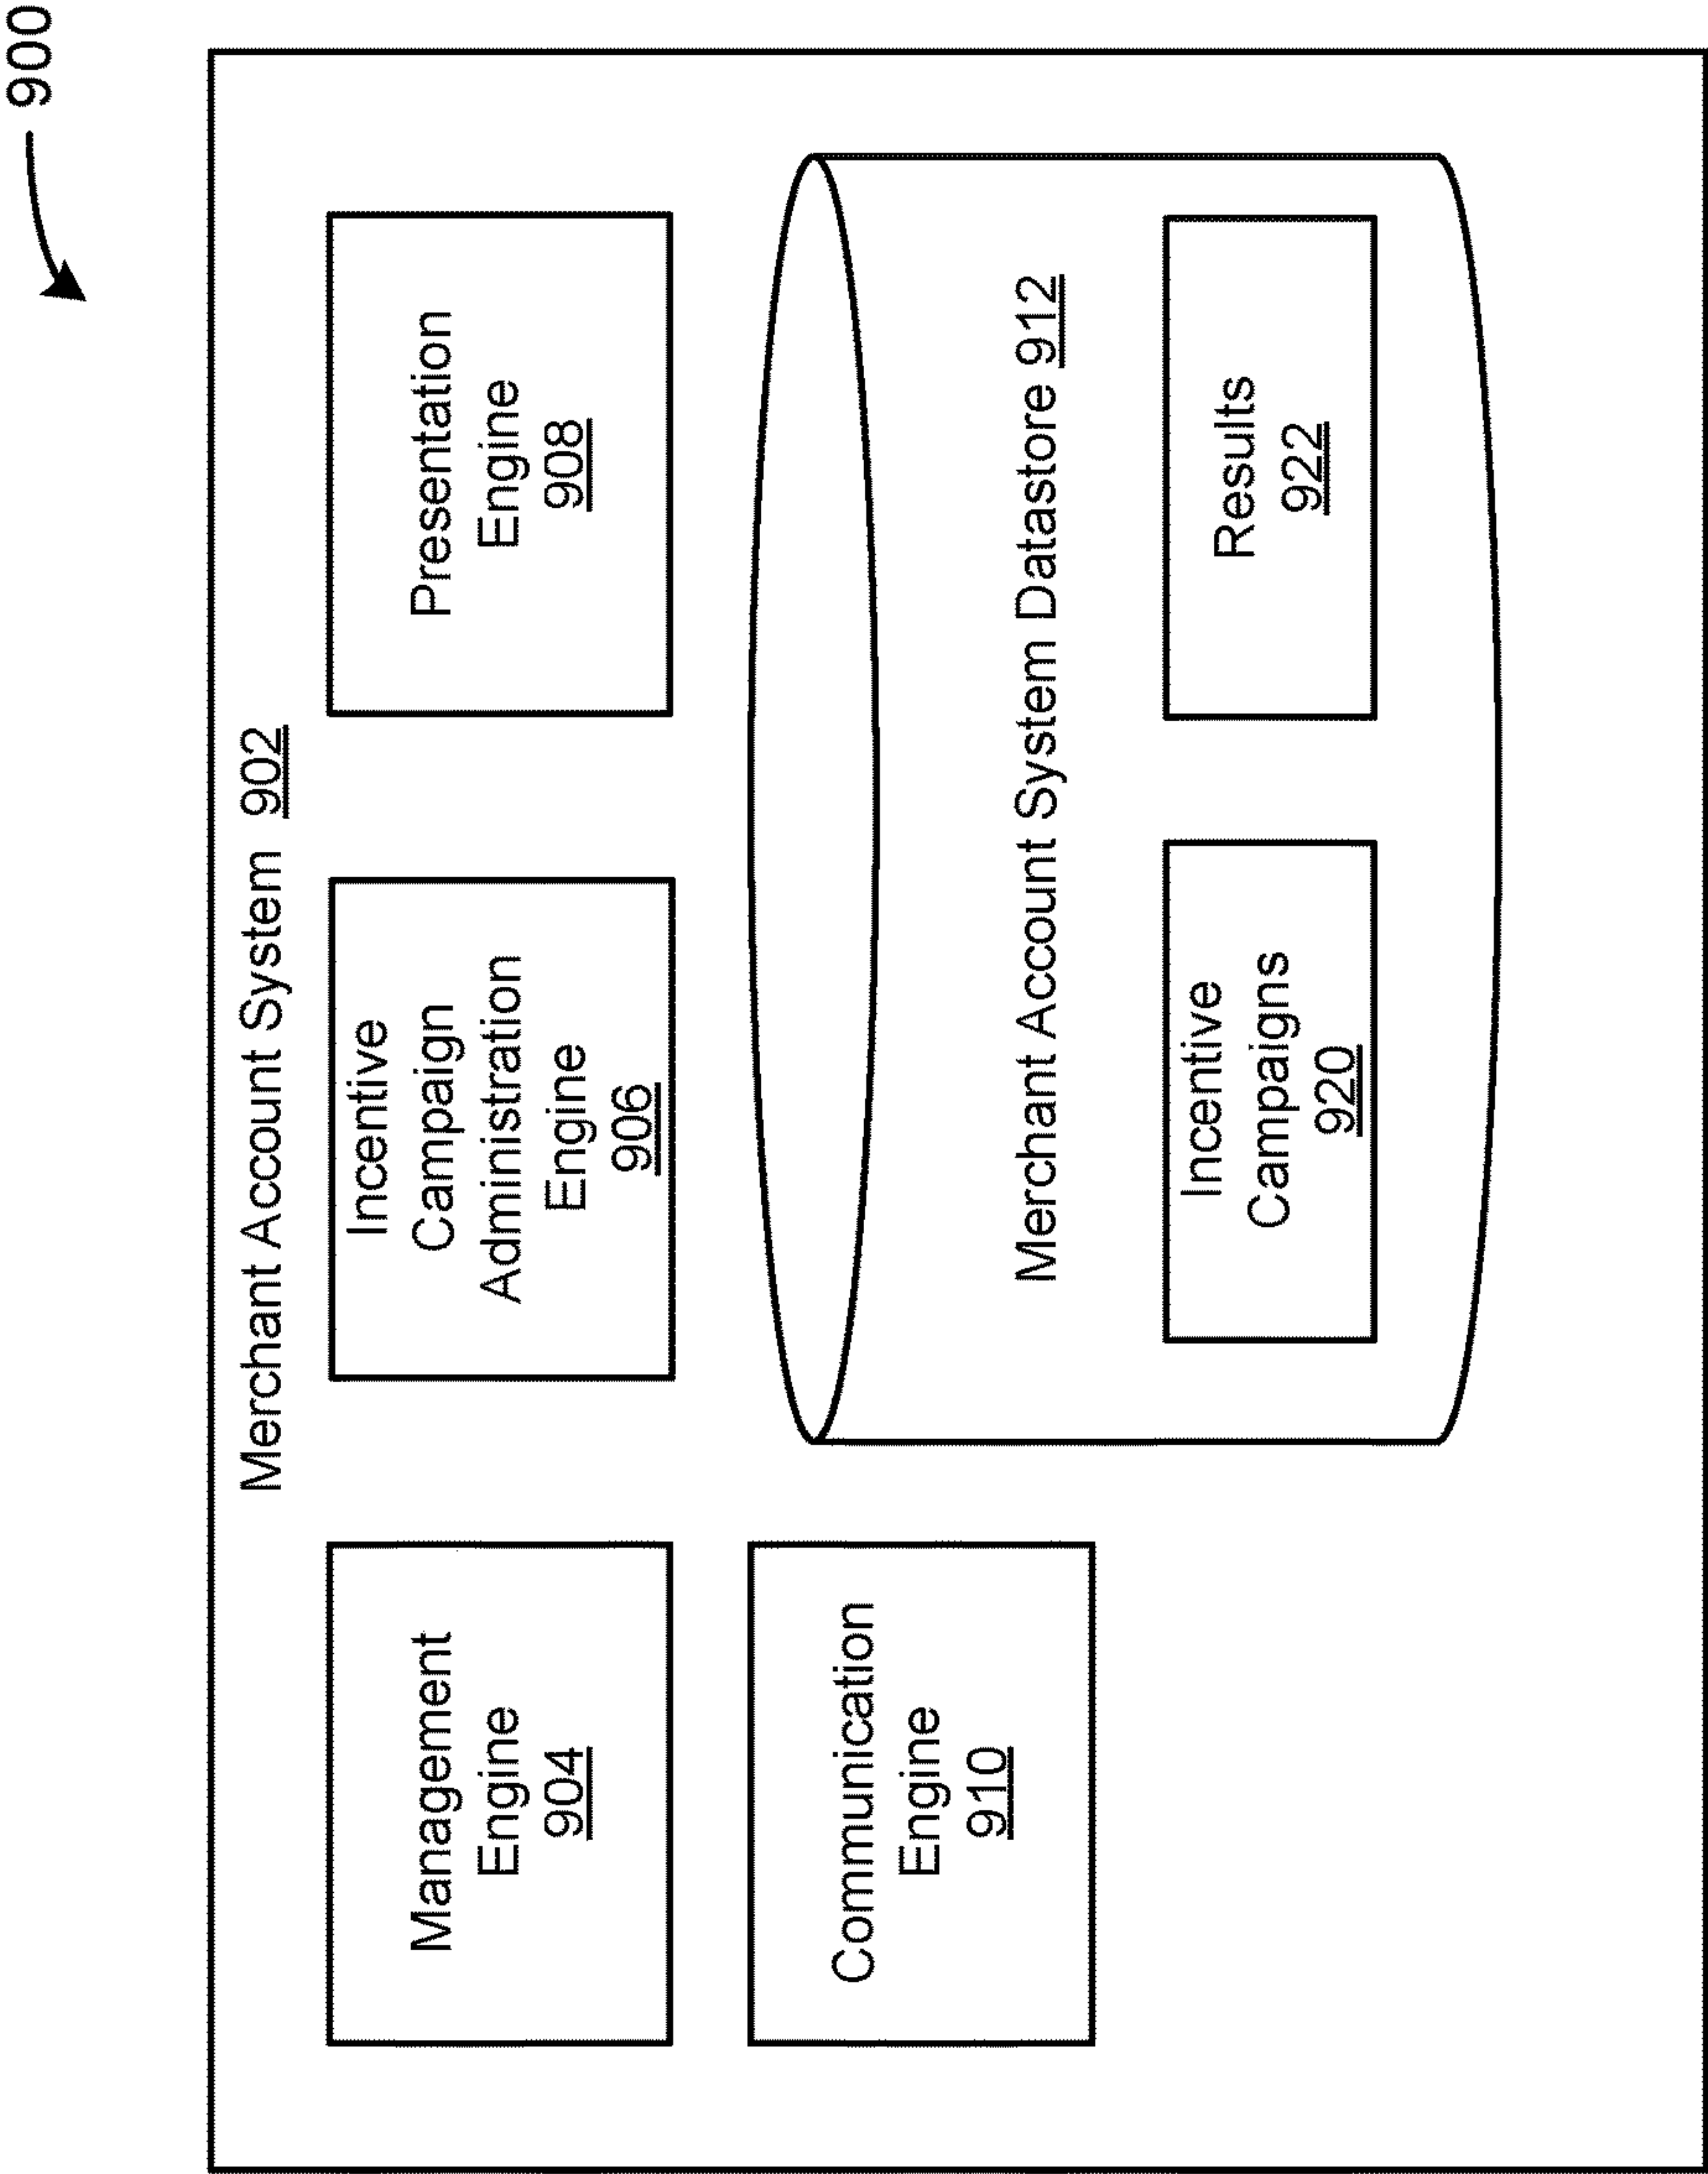 900
Merchant Account System 902
Management
Engine
904
Incentive
Campaign
Administration
Engine
906
Presentation
Engine
908
Communication
Engine
910
Merchant Account System Datastore 912
Incentive
Campaigns
920
Results
922